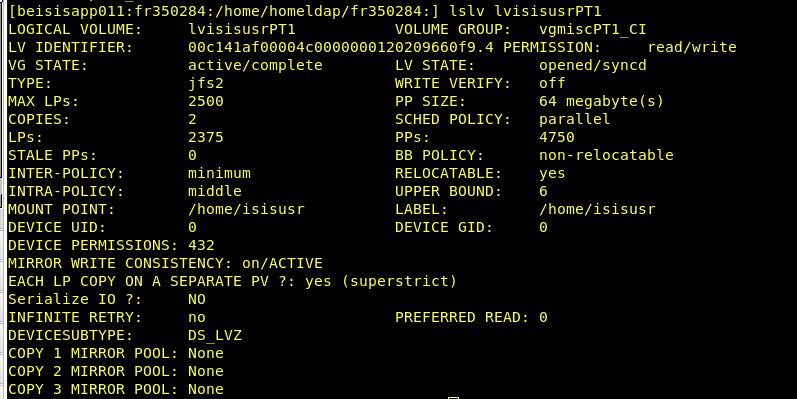 [beisisapp011:fr350284:/home/homeldap/fr350284:] lslv lvisisusrPT1
LOGICAL VOLUME:     lvisisusrPT1           VOLUME GROUP:   vgmiscPT1_CI
LV IDENTIFIER:      00c141af00004c0000000120209660f9.4 PERMISSION:     read/write
VG STATE:           active/complete        LV STATE:       opened/syncd
TYPE:               jfs2                   WRITE VERIFY:   off
MAX LPs:            2500                   PP SIZE:        64 megabyte(s)
COPIES:             2                      SCHED POLICY:   parallel
LPs:                2375                   PPs:            4750
STALE PPs:          0                      BB POLICY:      non-relocatable
INTER-POLICY:       minimum                RELOCATABLE:    yes
INTRA-POLICY:       middle                 UPPER BOUND:    6
MOUNT POINT:        /home/isisusr          LABEL:          /home/isisusr
DEVICE UID:         0                      DEVICE GID:     0
DEVICE PERMISSIONS: 432
MIRROR WRITE CONSISTENCY: on/ACTIVE
EACH LP COPY ON A SEPARATE PV ?: yes (superstrict)
Serialize IO ?:     NO
INFINITE RETRY:     no                     PREFERRED READ: 0
DEVICESUBTYPE:      DS_LVZ
COPY 1 MIRROR POOL: None
COPY 2 MIRROR POOL: None
COPY 3 MIRROR POOL: None